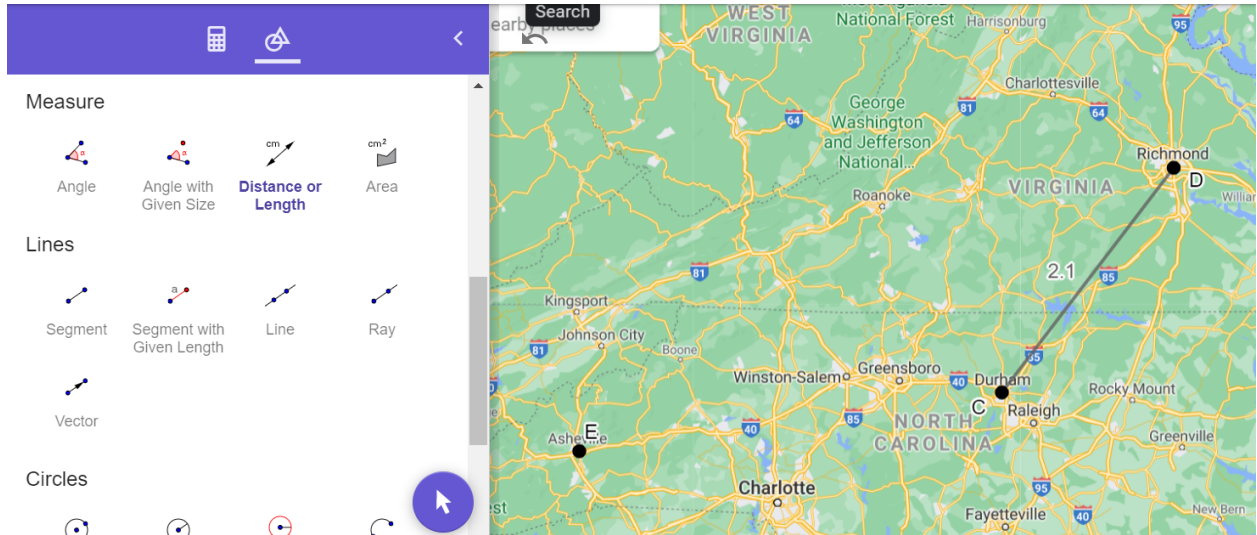 Measure
Angle
Angle with
Given Size
cm
Distance or
Length
cm²
Area
Lines
Segment
a
Segment with
Given Length
Line
Ray
Vector
Circles
Search
WEST
VIRGINIA
National Forest
Harrisonburg
95
Charlottesville
George
Washington
and Jefferson
National...
64
81
64
Richmond
D
VIRGINIA
Roanoke
81
2.1
85
Kingsport
Johnson City
81
Boone
85
Winston-Salem
Greensboro
40
Durham
C
Raleigh
Rocky Mount
40
85
NORTH
CAROLINA
E
Asheville
Greenville
Charlotte
95
Fayetteville
40
New Bern